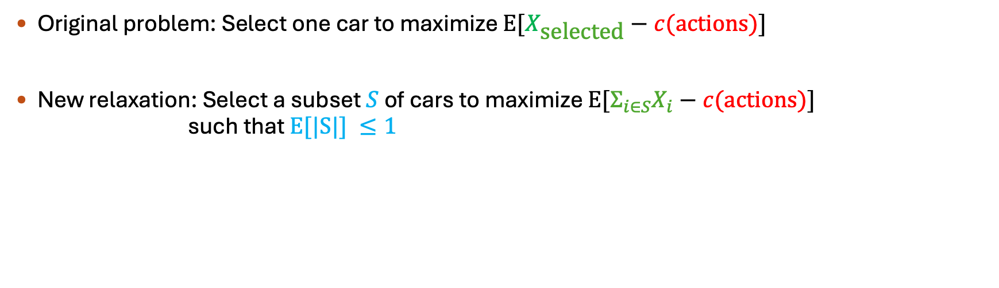 • Original problem: Select one car to maximize E[X_selected − c(actions)]
• New relaxation: Select a subset S of cars to maximize E[Σ_{i∈S}X_i − c(actions)]
such that E[|S|] ≤ 1